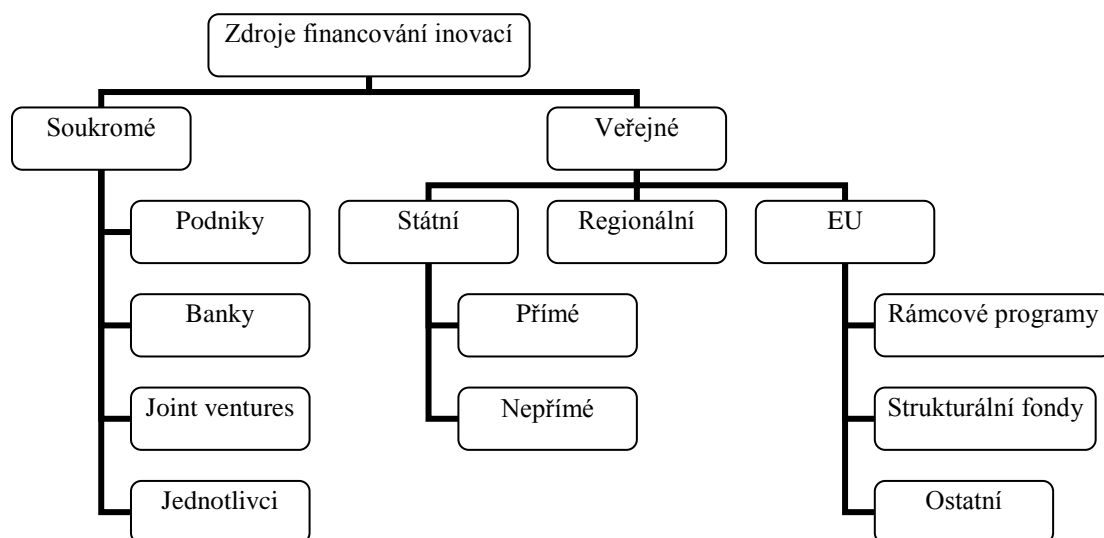 Zdroje financování inovací
Soukromé
Veřejné
Podniky
Státní
Regionální
EU
Banky
Přímé
Rámcové programy
Joint ventures
Nepřímé
Strukturální fondy
Jednotlivci
Ostatní